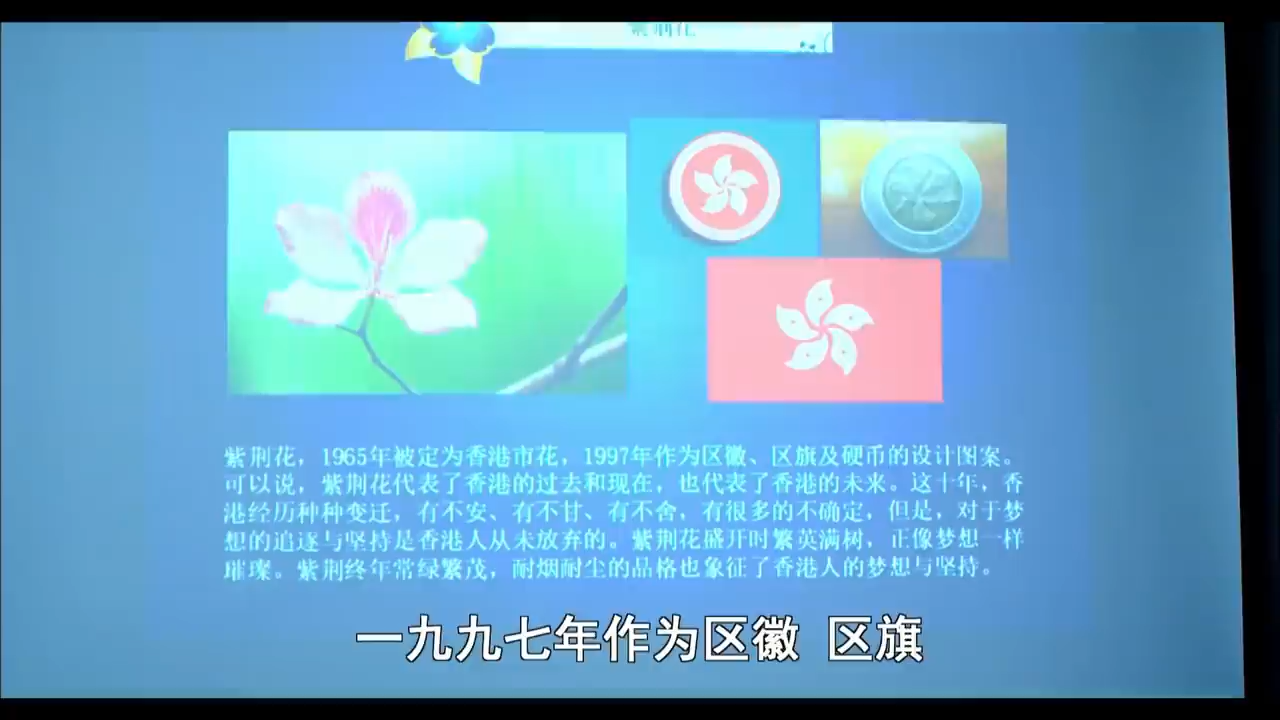 紫荆花
紫荆花，1965年被定为香港市花，1997年作为区徽、区旗及硬币的设计图案。
可以说，紫荆花代表了香港的过去和现在，也代表了香港的未来。这十年，香
港经历种种变迁，有不安、有不甘、有不舍，有很多的不确定，但是，对于梦
想的追逐与坚持是香港人从未放弃的。紫荆花盛开时繁英满树，正像梦想一样
璀璨。紫荆终年常绿繁茂，耐烟耐尘的品格也象征了香港人的梦想与坚持。
一九九七年作为区徽 区旗